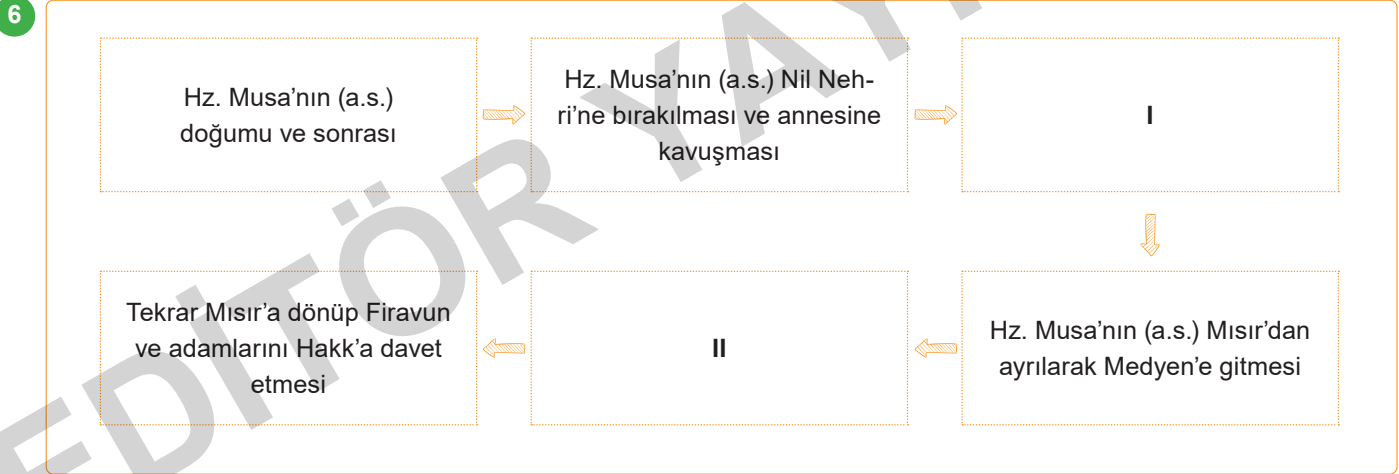 6
Hz. Musa’nın (a.s.)
doğumu ve sonrası
Hz. Musa’nın (a.s.) Nil Neh-
ri’ne bırakılması ve annesine
kavuşması
I
Hz. Musa’nın (a.s.) Mısır’dan
ayrılarak Medyen’e gitmesi
II
Tekrar Mısır’a dönüp Firavun
ve adamlarını Hakk’a davet
etmesi
EDİTÖR YAY